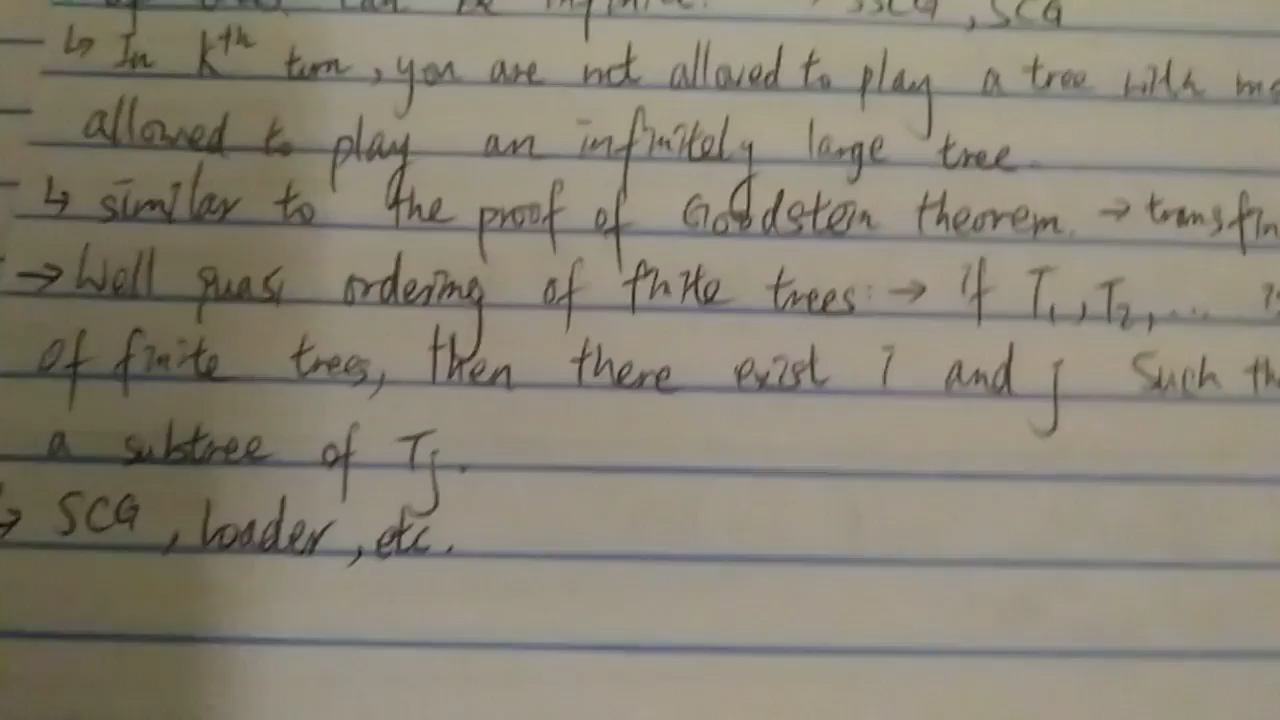 SSCG, SCG
↳ In Kth turn, you are not allowed to play a tree with
allowed to play an infinitely large tree.
↳ similar to the proof of Goodstein theorem. →
→ Well quasi ordering of finite trees: → if T₁, T₂, ...
of finite trees, then there exist i and j such
a subtree of Tj.
→ SCG, Loader, etc.